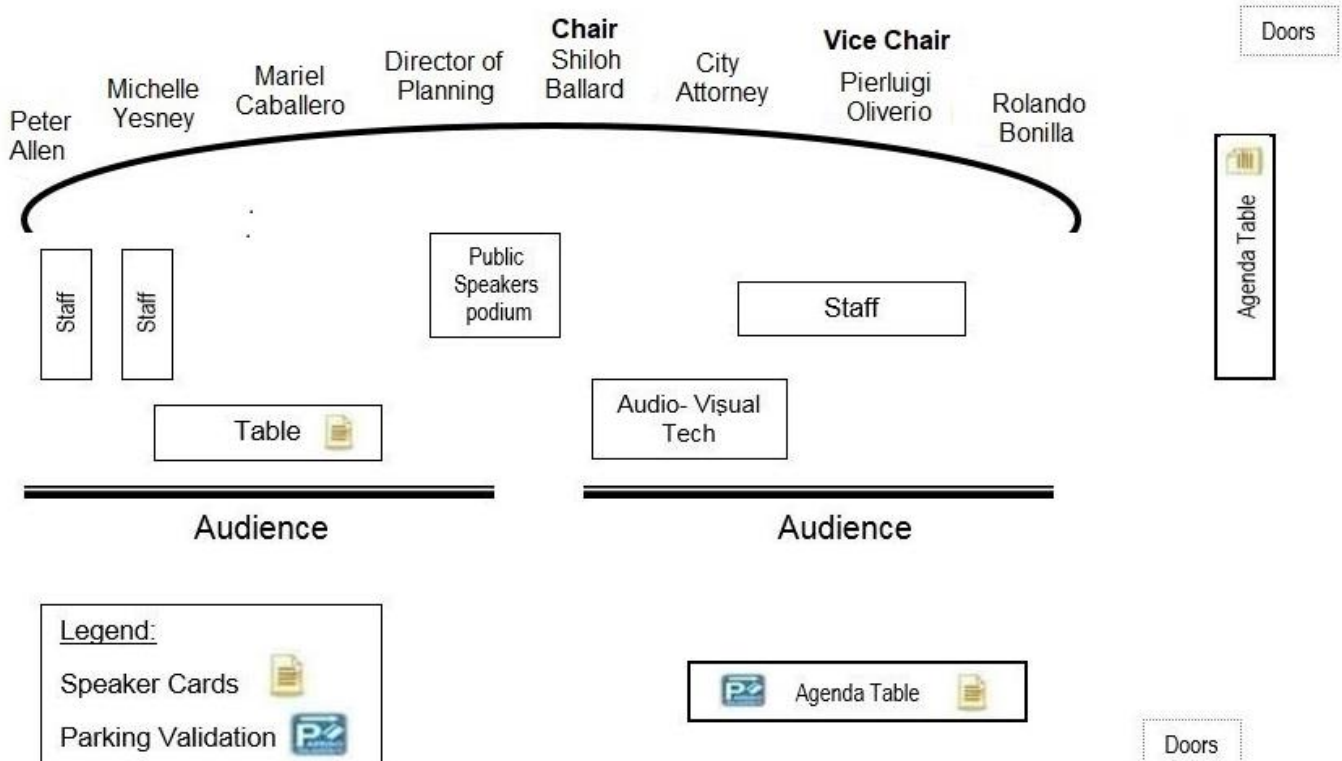 Doors
Chair
Shiloh
Ballard
Vice Chair
Pierluigi
Oliverio
City
Attorney
Director of
Planning
Mariel
Caballero
Michelle
Yesney
Peter
Allen
Rolando
Bonilla
Agenda Table
Staff
Staff
Public
Speakers
podium
Staff
Table
Audio- Visual
Tech
Audience
Audience
Legend:
Speaker Cards
Parking Validation
Agenda Table
Doors